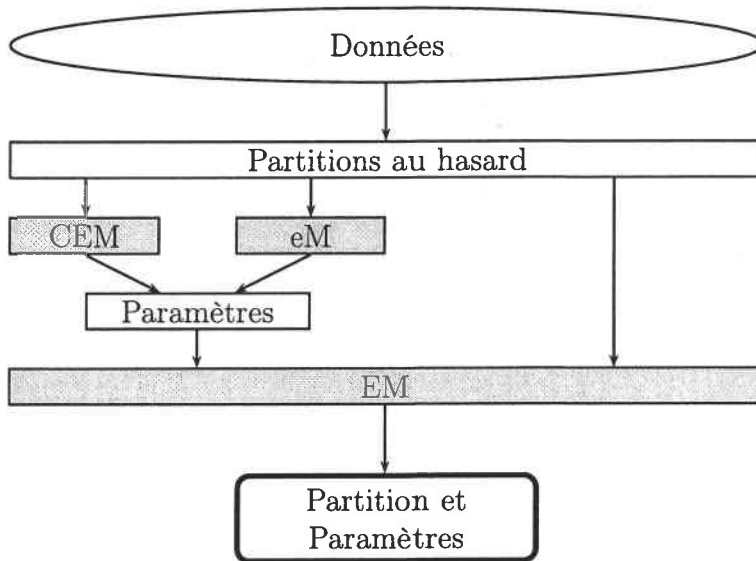 Données
Partitions au hasard
CEM
eM
Paramètres
EM
Partition et
Paramètres